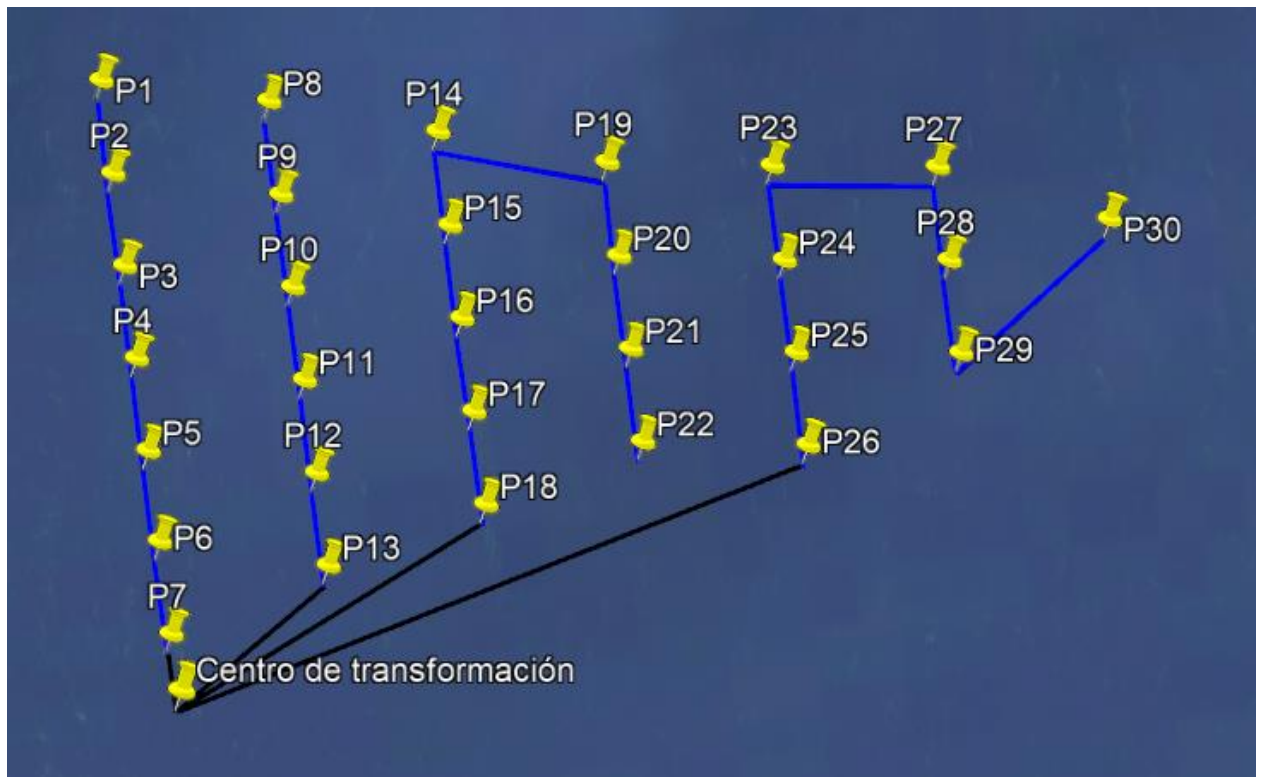 P1
P2
P3
P4
P5
P6
P7
P8
P9
P10
P11
P12
P13
P14
P15
P16
P17
P18
P19
P20
P21
P22
P23
P24
P25
P26
P27
P28
P29
P30
Centro de transformación